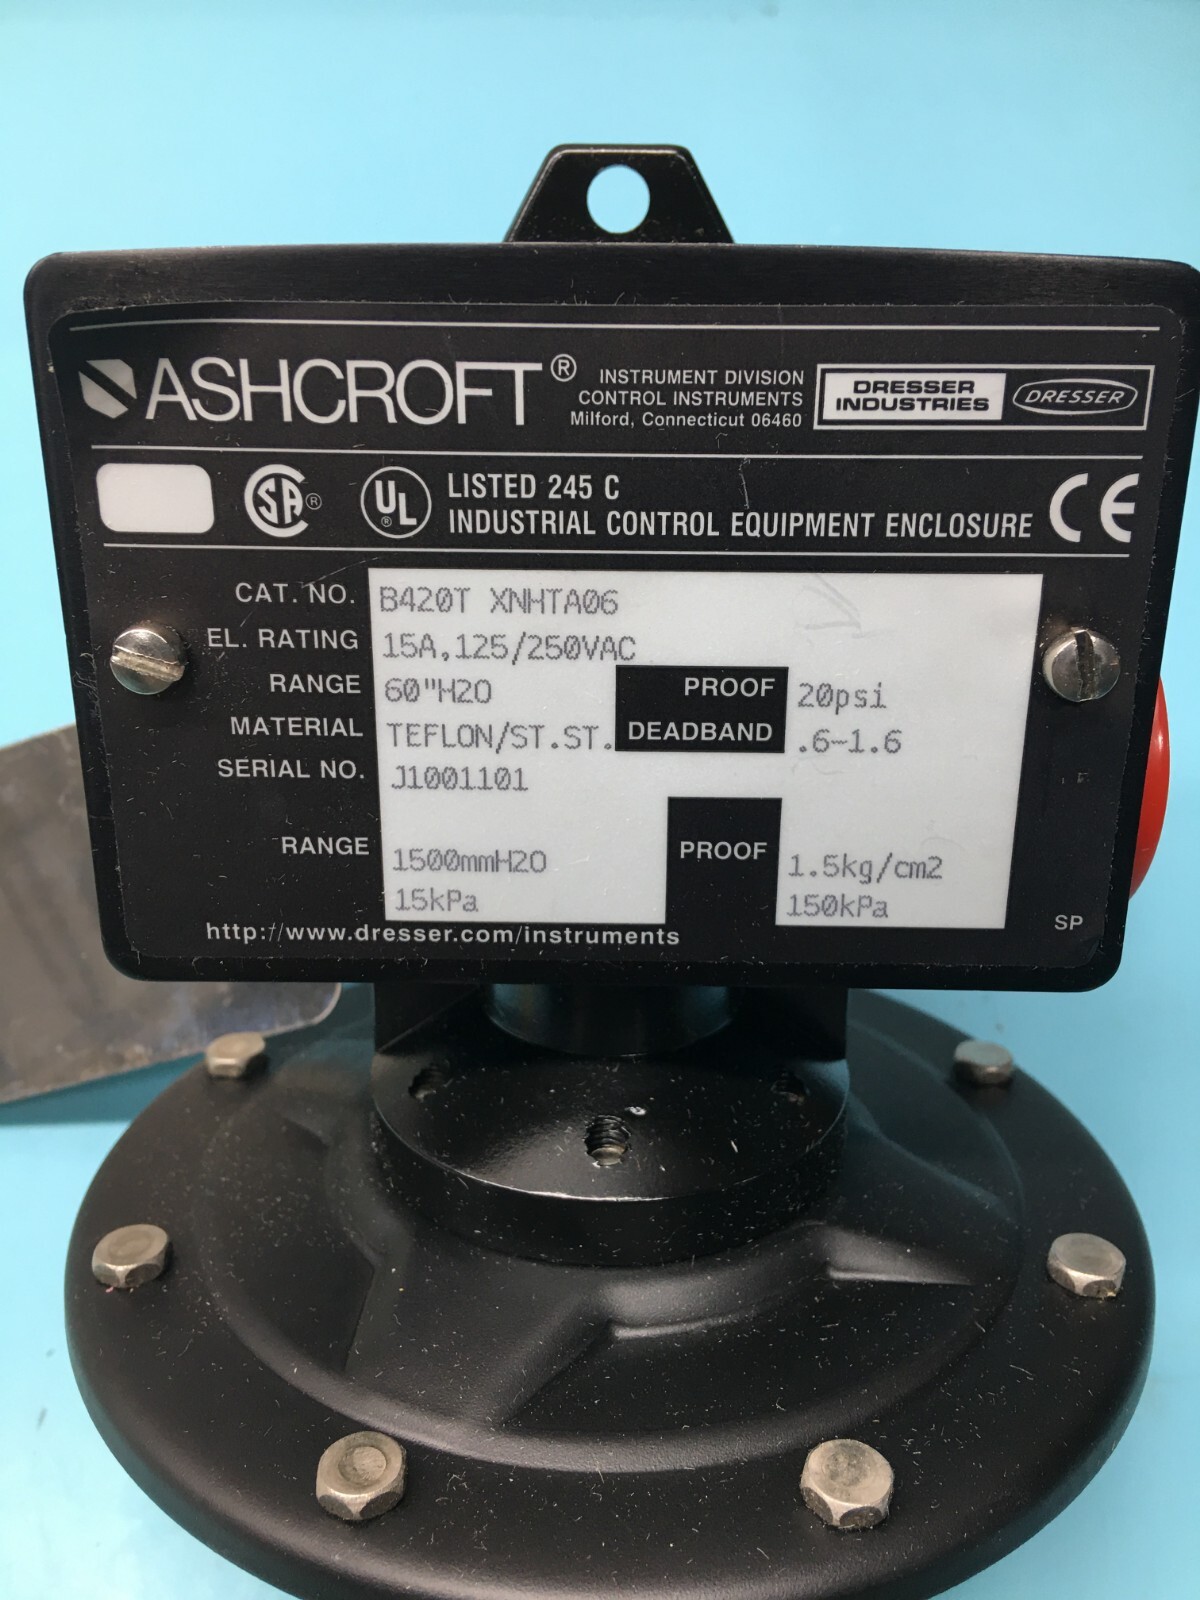 ASHCROFT®
INSTRUMENT DIVISION
CONTROL INSTRUMENTS
Milford, Connecticut 06460
DRESSER
INDUSTRIES
DRESSER
SA®
UL®
LISTED 245 C
INDUSTRIAL CONTROL EQUIPMENT ENCLOSURE
CE
CAT. NO. B420T XNHTA06
EL. RATING 15A,125/250VAC
RANGE 60"H2O PROOF 20psi
MATERIAL TEFLON/ST.ST. DEADBAND .6-1.6
SERIAL NO. J1001101
RANGE 1500mmH2O PROOF 1.5kg/cm2
15kPa 150kPa
http://www.dresser.com/instruments
SP